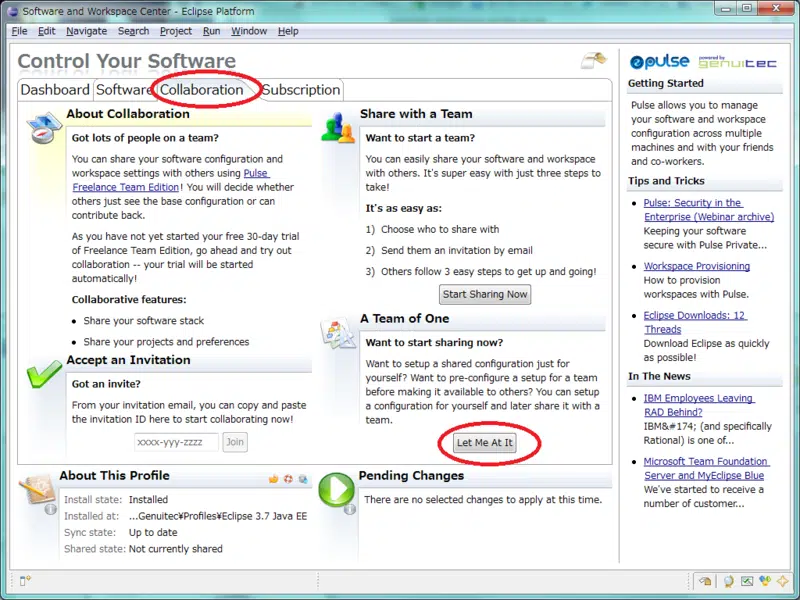 Software and Workspace Center - Eclipse Platform
File Edit Navigate Search Project Run Window Help
Control Your Software
Dashboard Software Collaboration Subscription
About Collaboration
Got lots of people on a team?
You can share your software configuration and
workspace settings with others using Pulse
Freelance Team Edition! You will decide whether
others just see the base configuration or can
contribute back.
As you have not yet started your free 30-day trial
of Freelance Team Edition, go ahead and try out
collaboration -- your trial will be started
automatically!
Collaborative features:
Share your software stack
Share your projects and preferences
Accept an Invitation
Got an invite?
From your invitation email, you can copy and paste
the invitation ID here to start collaborating now!
xxxx-yyy-zzzz Join
Share with a Team
Want to start a team?
You can easily share your software and workspace
with others. It's super easy with just three steps to
take!
It's as easy as:
1) Choose who to share with
2) Send them an invitation by email
3) Others follow 3 easy steps to get up and going!
Start Sharing Now
A Team of One
Want to start sharing now?
Want to setup a shared configuration just for
yourself? Want to pre-configure a setup for a team
before making it available to others? You can setup
a configuration for yourself and later share it with a
team.
Let Me At It
About This Profile
Install state: Installed
Installed at: ...Genuitec¥Profiles¥Eclipse 3.7 Java EE
Sync state: Up to date
Shared state: Not currently shared
Pending Changes
There are no selected changes to apply at this time.
pulse powered by genuitec
Getting Started
Pulse allows you to manage
your software and workspace
configuration across multiple
machines and with your friends
and co-workers.
Tips and Tricks
Pulse: Security in the
Enterprise (Webinar archive)
Keeping your software
secure with Pulse Private...
Workspace Provisioning
How to provision
workspaces with Pulse.
Eclipse Downloads: 12
Threads
Download Eclipse as quickly
as possible!
In The News
IBM Employees Leaving
RAD Behind?
IBM&#174; (and specifically
Rational) is one of...
Microsoft Team Foundation
Server and MyEclipse Blue
We've started to receive a
number of customer...